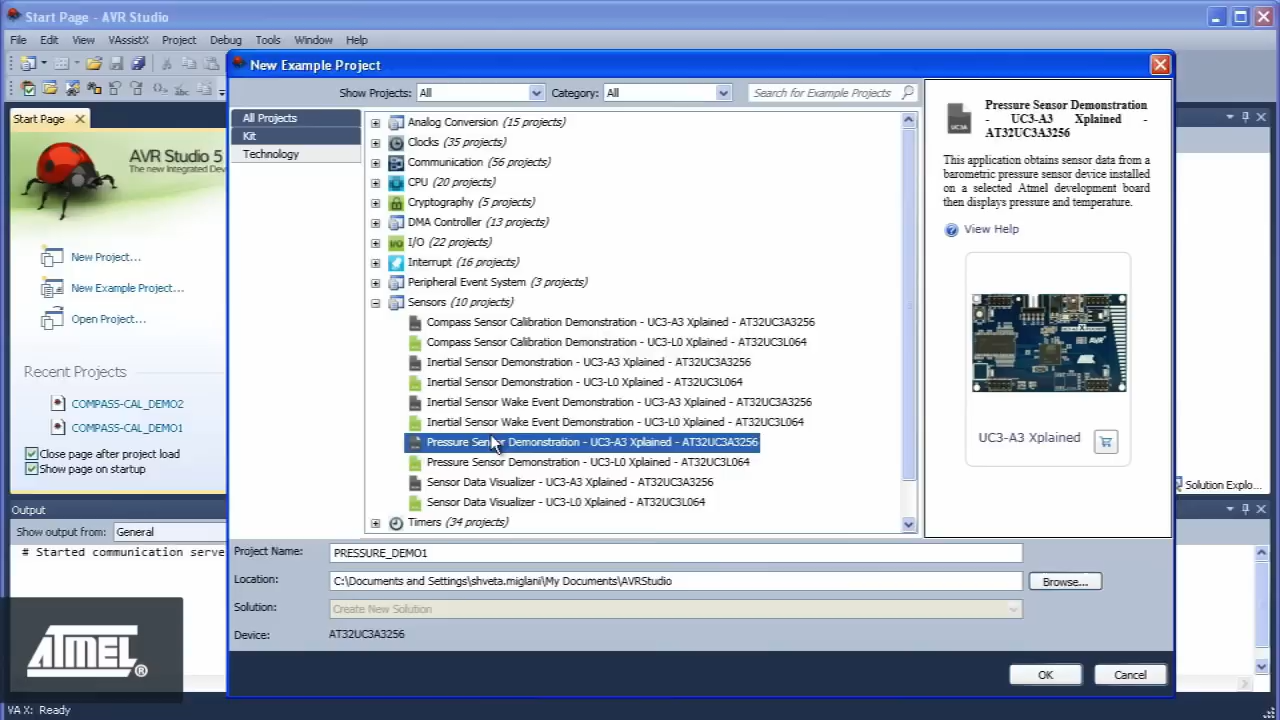 Start Page - AVR Studio
File Edit View VAssistX Project Debug Tools Window Help
New Example Project
Show Projects: All Category: All Search for Example Projects
Start Page
AVR Studio 5
The new Integrated Dev
New Project...
New Example Project...
Open Project...
Recent Projects
COMPASS-CAL_DEMO2
COMPASS-CAL_DEMO1
Close page after project load
Show page on startup
Output
Show output from: General
# Started communication serve
All Projects
Kit
Technology
Analog Conversion (15 projects)
Clocks (35 projects)
Communication (56 projects)
CPU (20 projects)
Cryptography (5 projects)
DMA Controller (13 projects)
I/O (22 projects)
Interrupt (16 projects)
Peripheral Event System (3 projects)
Sensors (10 projects)
Compass Sensor Calibration Demonstration - UC3-A3 Xplained - AT32UC3A3256
Compass Sensor Calibration Demonstration - UC3-L0 Xplained - AT32UC3L064
Inertial Sensor Demonstration - UC3-A3 Xplained - AT32UC3A3256
Inertial Sensor Demonstration - UC3-L0 Xplained - AT32UC3L064
Inertial Sensor Wake Event Demonstration - UC3-A3 Xplained - AT32UC3A3256
Inertial Sensor Wake Event Demonstration - UC3-L0 Xplained - AT32UC3L064
Pressure Sensor Demonstration - UC3-A3 Xplained - AT32UC3A3256
Pressure Sensor Demonstration - UC3-L0 Xplained - AT32UC3L064
Sensor Data Visualizer - UC3-A3 Xplained - AT32UC3A3256
Sensor Data Visualizer - UC3-L0 Xplained - AT32UC3L064
Timers (34 projects)
Pressure Sensor Demonstration
- UC3-A3 Xplained -
AT32UC3A3256
This application obtains sensor data from a
barometric pressure sensor device installed
on a selected Atmel development board
then displays pressure and temperature.
View Help
UC3-A3 Xplained
Solution Explo...
Project Name: PRESSURE_DEMO1
Location: C:\Documents and Settings\shveta.miglani\My Documents\AVRStudio Browse...
Solution: Create New Solution
Device: AT32UC3A3256
OK Cancel
ATMEL®
VA X: Ready